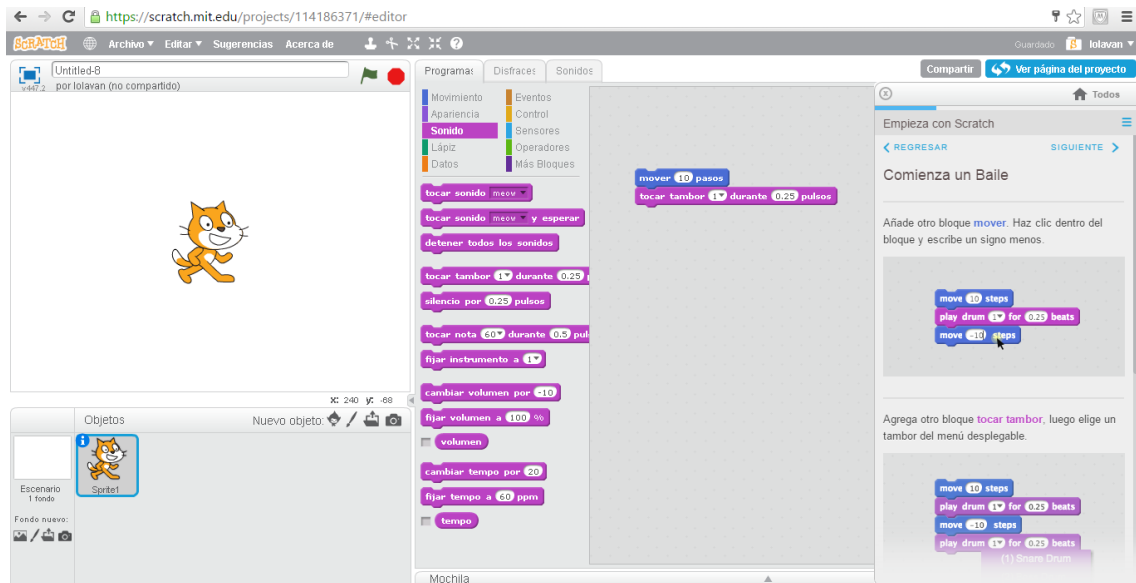 https://scratch.mit.edu/projects/114186371/#editor
SCRATCH Archivo Editar Sugerencias Acerca de
Guardado lolavan
Untitled-8
por lolavan (no compartido)
v447.2
Programas Disfraces Sonidos
Compartir Ver página del proyecto
Movimiento Eventos
Apariencia Control
Sonido Sensores
Lápiz Operadores
Datos Más Bloques
tocar sonido meow
tocar sonido meow y esperar
detener todos los sonidos
tocar tambor 1 durante 0.25
silencio por 0.25 pulsos
tocar nota 60 durante 0.5 pul
fijar instrumento a 1
cambiar volumen por -10
fijar volumen a 100 %
volumen
cambiar tempo por 20
fijar tempo a 60 ppm
tempo
mover 10 pasos
tocar tambor 1 durante 0.25 pulsos
Mochila
X: 240 y: -68
Objetos Nuevo objeto:
Escenario
1 fondo
Fondo nuevo:
Sprite1
Todos
Empieza con Scratch
REGRESAR SIGUIENTE
Comienza un Baile
Añade otro bloque mover. Haz clic dentro del
bloque y escribe un signo menos.
move 10 steps
play drum 1 for 0.25 beats
move -10 steps
Agrega otro bloque tocar tambor, luego elige un
tambor del menú desplegable.
move 10 steps
play drum 1 for 0.25 beats
move -10 steps
play drum 1 for 0.25 beats
(1) Snare Drum